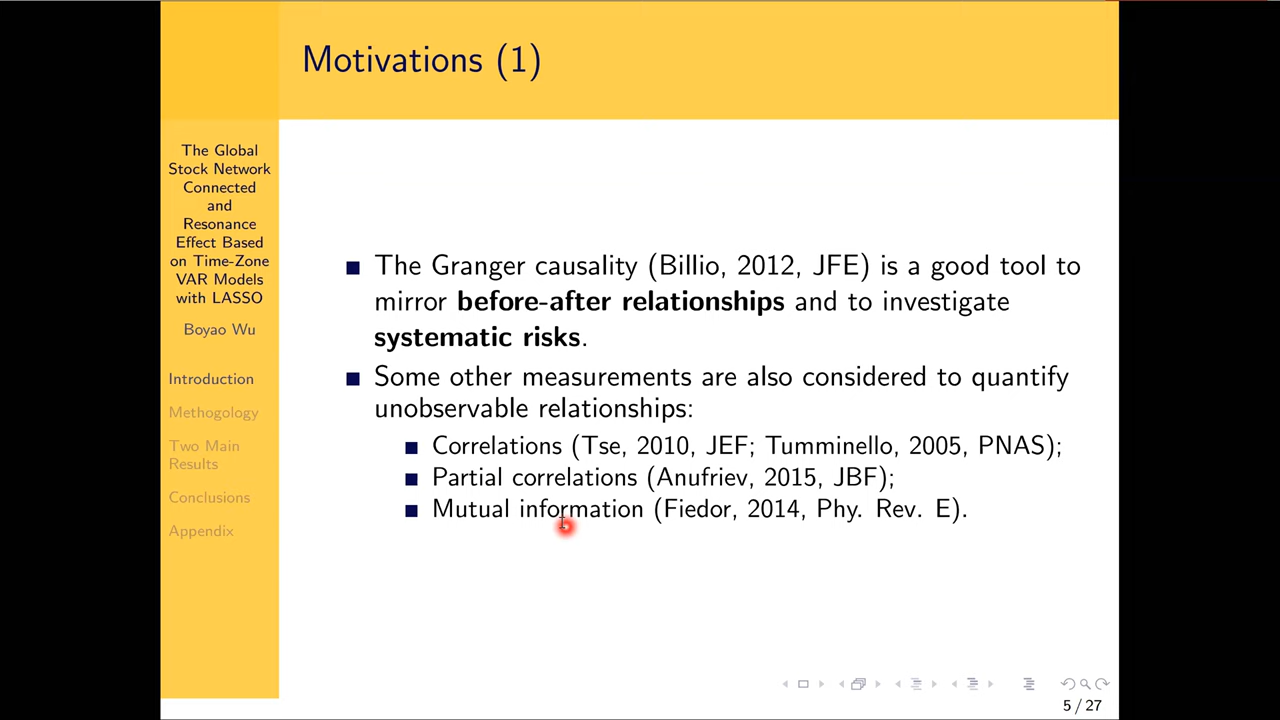 Motivations (1)
The Global
Stock Network
Connected
and
Resonance
Effect Based
on Time-Zone
VAR Models
with LASSO
Boyao Wu
Introduction
Methogology
Two Main
Results
Conclusions
Appendix
The Granger causality (Billio, 2012, JFE) is a good tool to
mirror before-after relationships and to investigate
systematic risks.
Some other measurements are also considered to quantify
unobservable relationships:
Correlations (Tse, 2010, JEF; Tumminello, 2005, PNAS);
Partial correlations (Anufriev, 2015, JBF);
Mutual information (Fiedor, 2014, Phy. Rev. E).
5 / 27